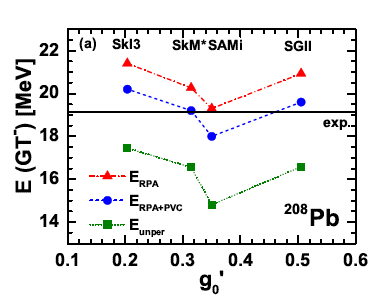 (a) SkI3 SkM* SAMi SGII
22
20
18
16
14
E (GT⁻) [MeV]
exp.
E_RPA
E_RPA+PVC
E_unper
²⁰⁸Pb
0.1 0.2 0.3 0.4 0.5 0.6
g₀'